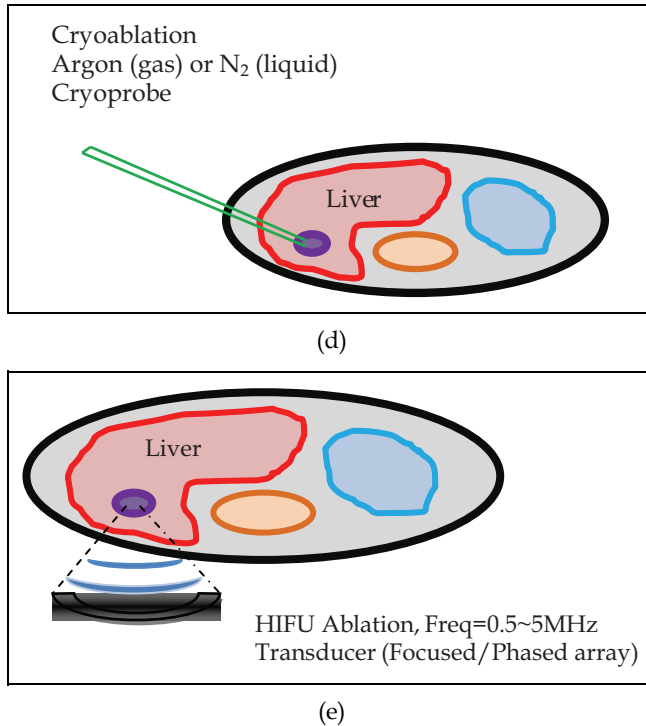 Cryoablation
Argon (gas) or N₂ (liquid)
Cryoprobe
Liver
(d)
Liver
HIFU Ablation, Freq=0.5~5MHz
Transducer (Focused/Phased array)
(e)